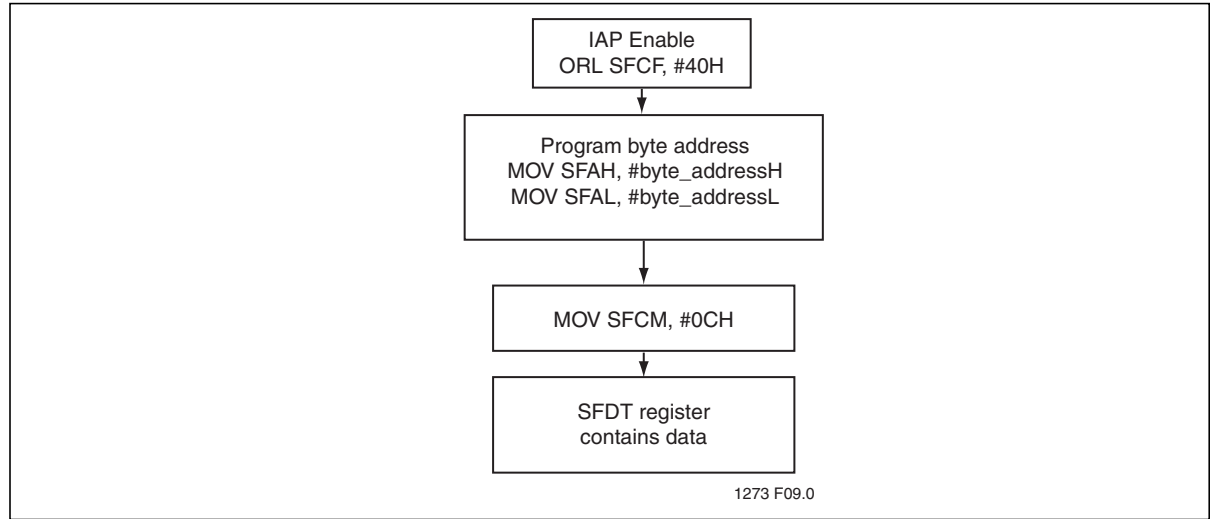 IAP Enable
ORL SFCF, #40H
Program byte address
MOV SFAH, #byte_addressH
MOV SFAL, #byte_addressL
MOV SFCM, #0CH
SFDT register
contains data
1273 F09.0